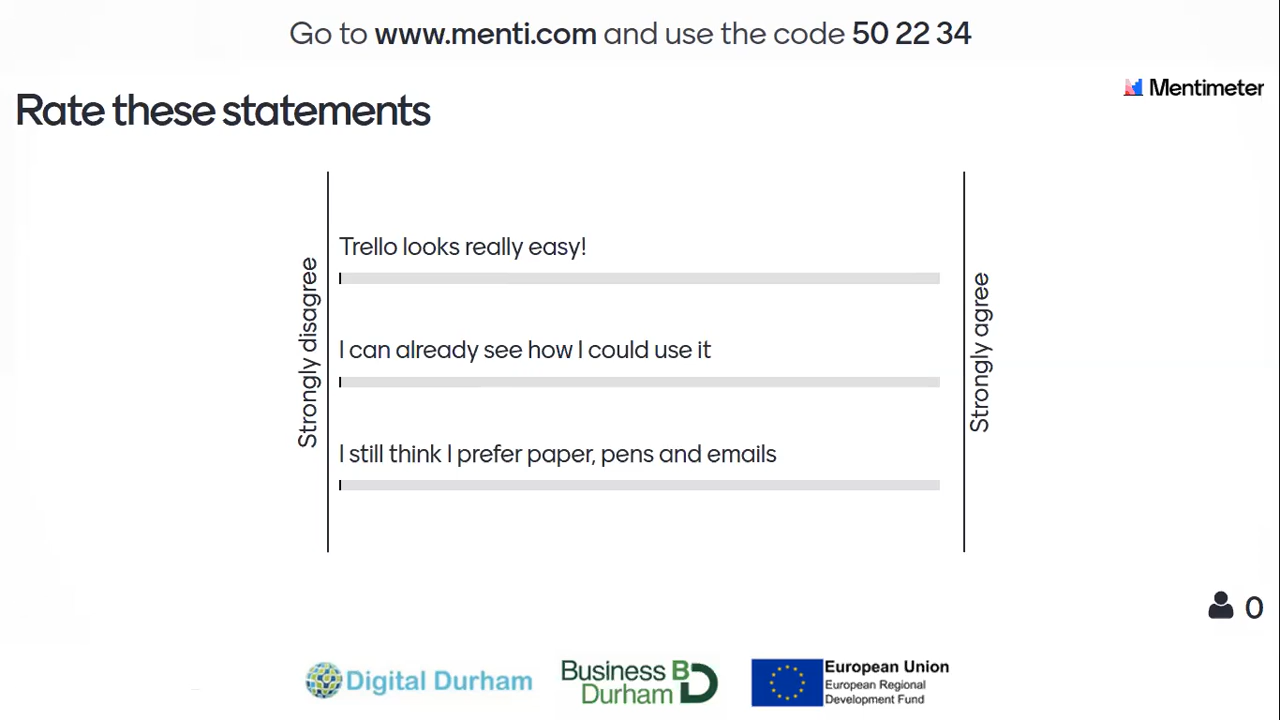 Go to www.menti.com and use the code 50 22 34
Mentimeter
Rate these statements
Strongly disagree
Trello looks really easy!
I can already see how I could use it
I still think I prefer paper, pens and emails
Strongly agree
0
Digital Durham
Business
Durham
BD
European Union
European Regional
Development Fund